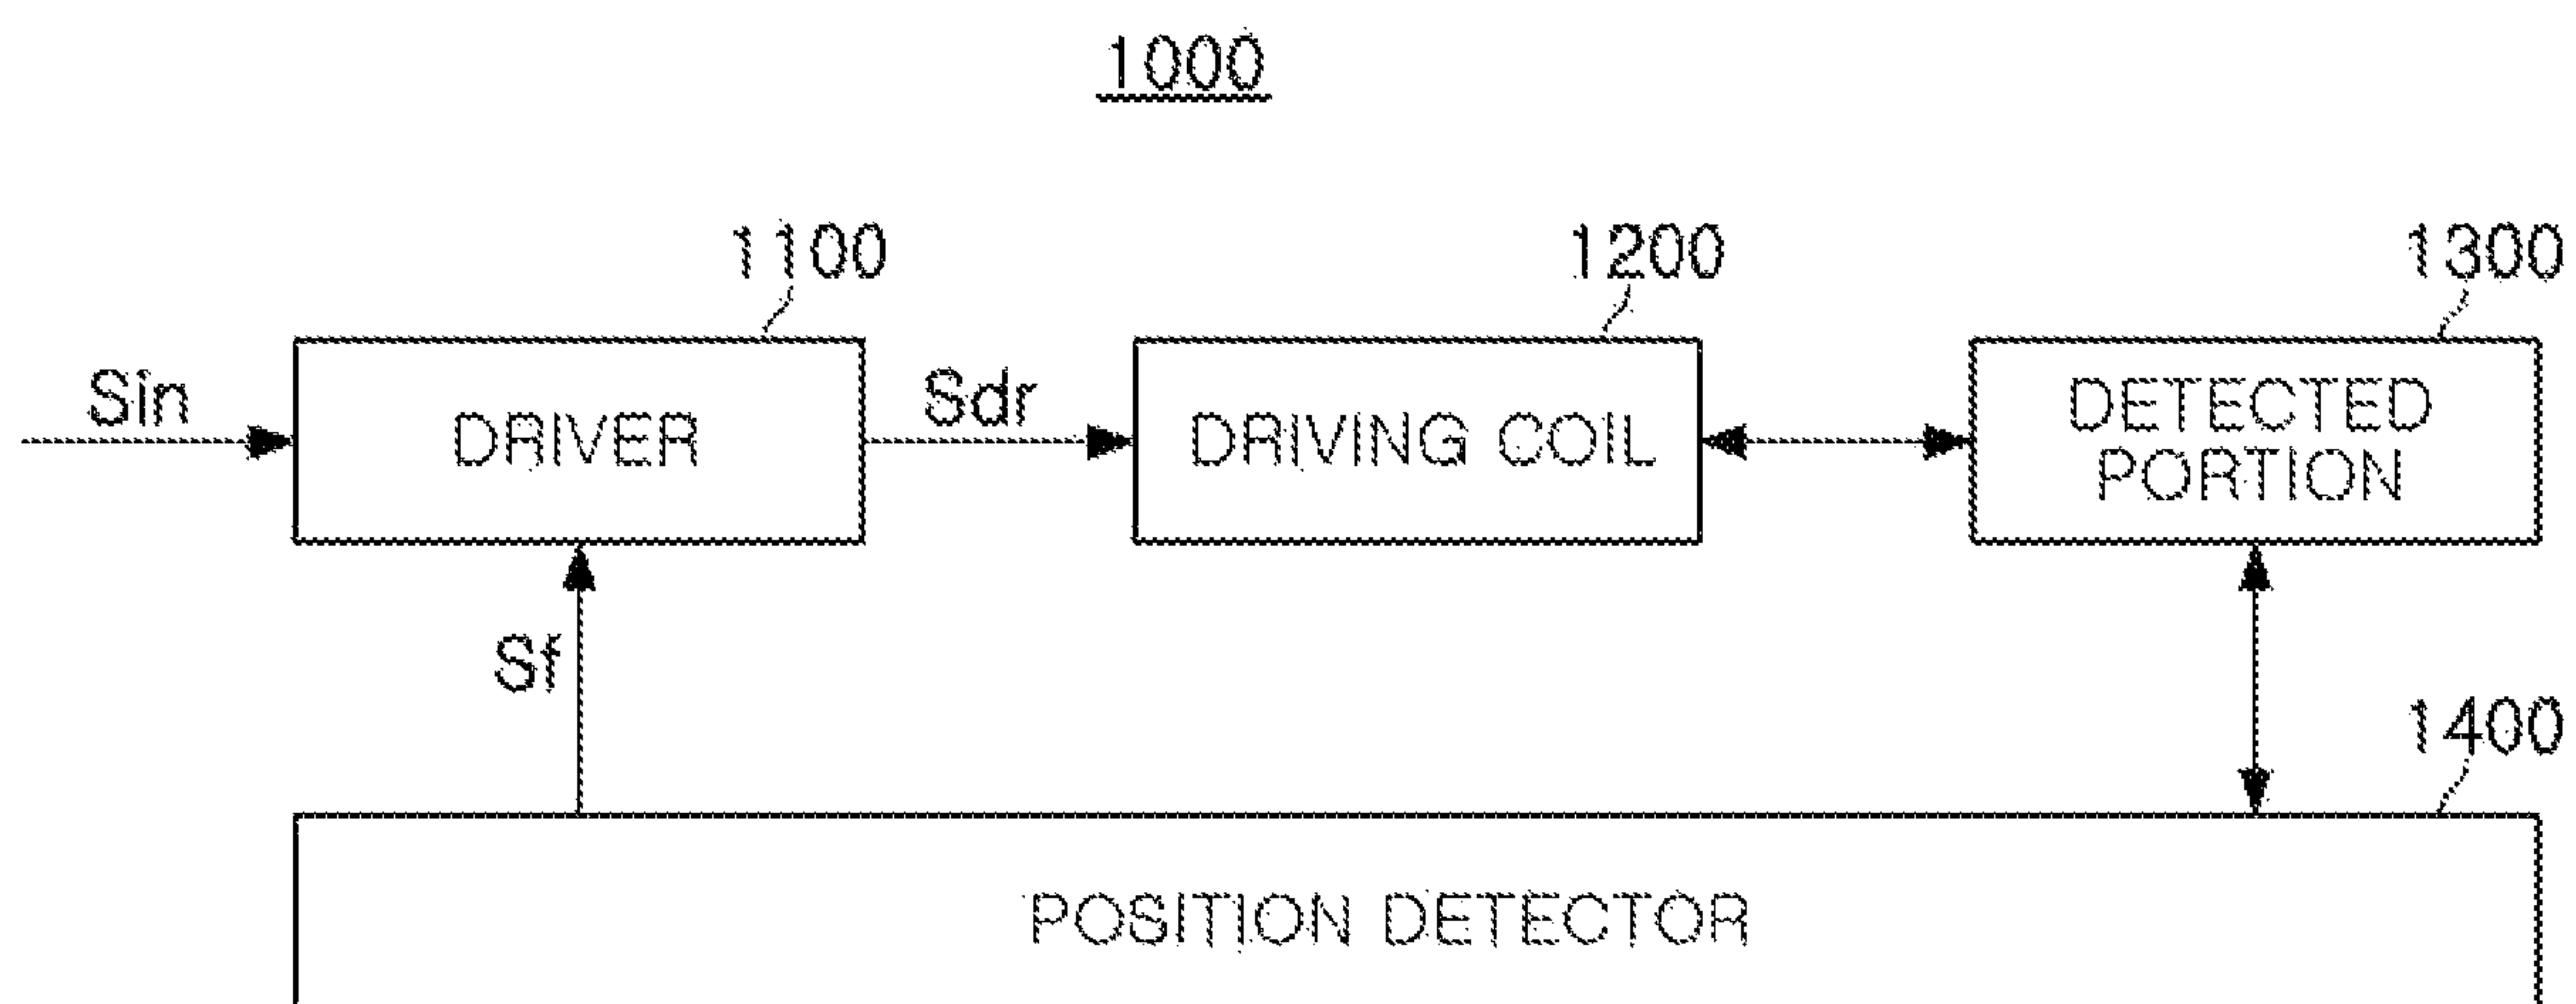 1000
1100
1200
1300
Sin
DRIVER
Sdr
DRIVING COIL
DETECTED
PORTION
Sf
1400
POSITION DETECTOR